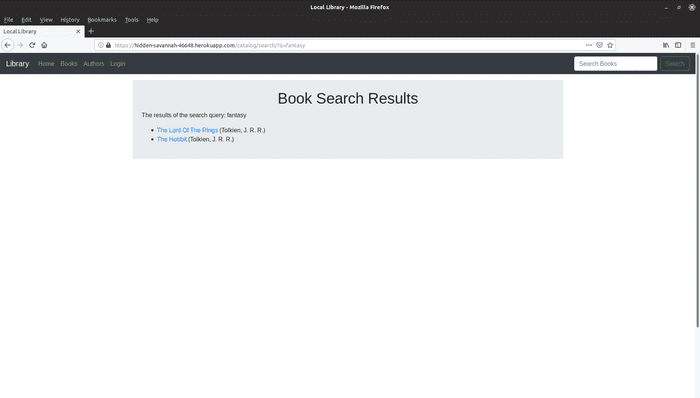 Local Library - Mozilla Firefox
File Edit View History Bookmarks Tools Help
Local Library
https://hidden-savannah-46648.herokuapp.com/catalog/search/?q=fantasy
Library Home Books Authors Login Search Books Search
Book Search Results
The results of the search query: fantasy
The Lord Of The Rings (Tolkien, J. R. R.)
The Hobbit (Tolkien, J. R. R.)